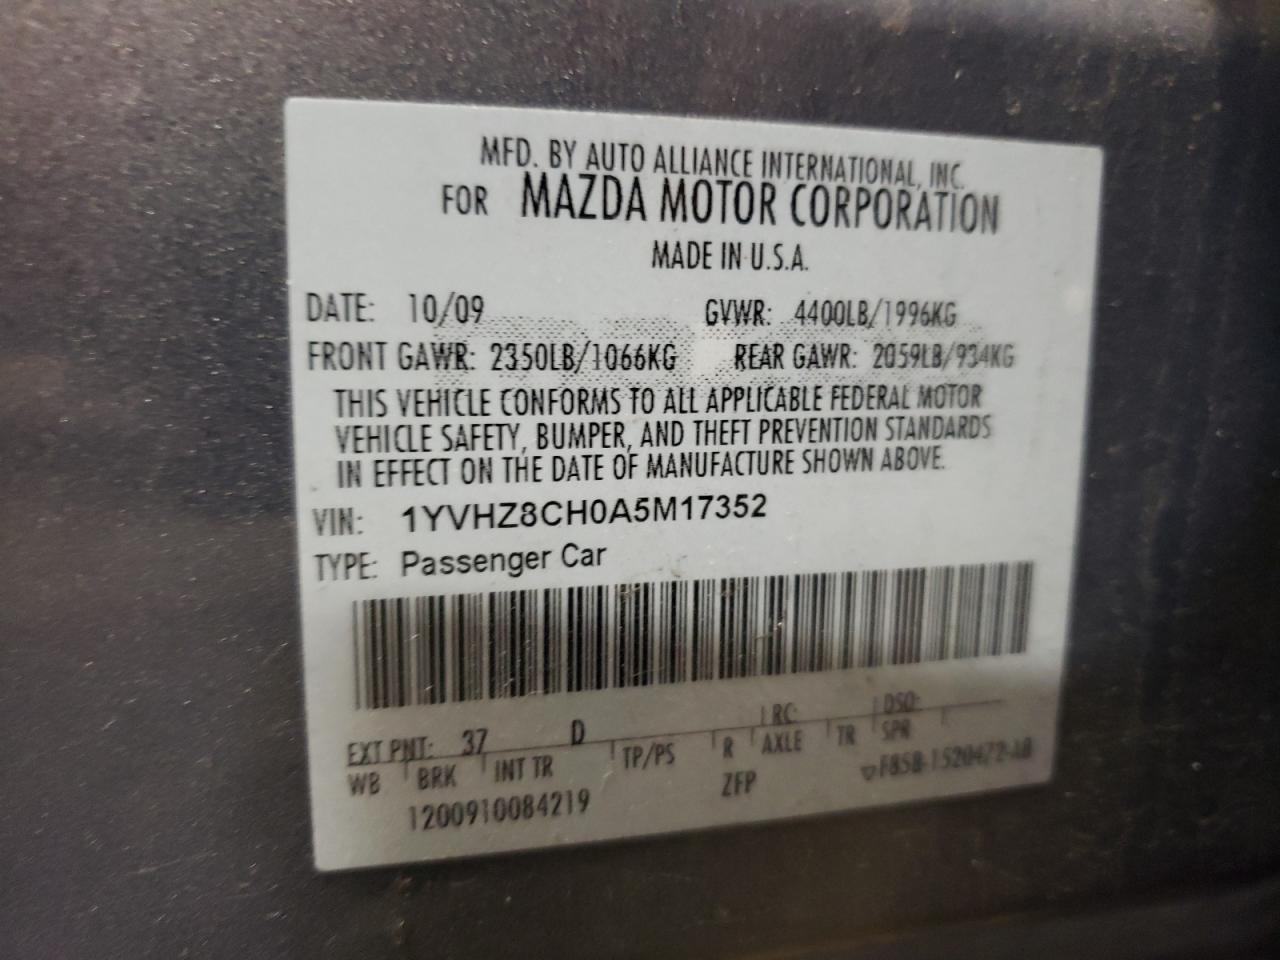 MFD. BY AUTO ALLIANCE INTERNATIONAL, INC.
FOR MAZDA MOTOR CORPORATION
MADE IN U.S.A.
DATE: 10/09 GVWR: 4400LB/1996KG
FRONT GAWR: 2350LB/1066KG REAR GAWR: 2059LB/934KG
THIS VEHICLE CONFORMS TO ALL APPLICABLE FEDERAL MOTOR
VEHICLE SAFETY, BUMPER, AND THEFT PREVENTION STANDARDS
IN EFFECT ON THE DATE OF MANUFACTURE SHOWN ABOVE.
VIN: 1YVHZ8CH0A5M17352
TYPE: Passenger Car
EXT PNT: 37 D RC: DSO:
WB BRK INT TR TP/PS R AXLE TR SPR
1200910084219 ZFP F85B-1520472-AB